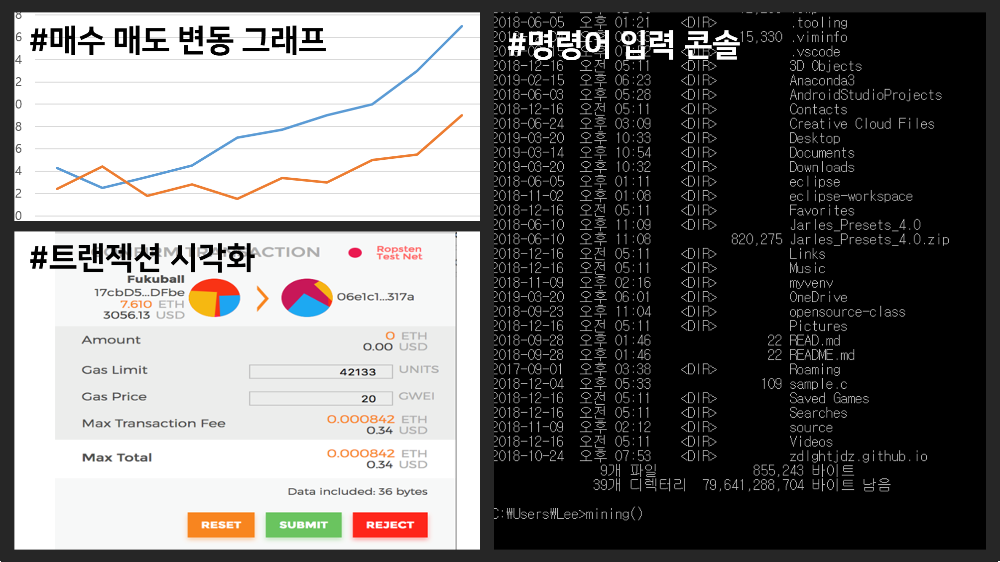 8
#매수 매도 변동 그래프
6
4
2
0
8
6
4
2
0
#트랜젝션 시각화
CONFIRM TRANSACTION
Ropsten
Test Net
Fukuball
17cbD5...DFbe
7.610 ETH
3056.13 USD
06e1c1...317a
Amount
0 ETH
0.00 USD
Gas Limit
42133 UNITS
Gas Price
20 GWEI
Max Transaction Fee
0.000842 ETH
0.34 USD
Max Total
0.000842 ETH
0.34 USD
Data included: 36 bytes
RESET SUBMIT REJECT
#명령어 입력 콘솔
2018-06-05 오후 01:21 <DIR> .tooling
15,330 .viminfo
<DIR> .vscode
2018-12-16 오전 05:11 <DIR> 3D Objects
2019-02-15 오후 06:23 <DIR> Anaconda3
2018-06-03 오후 05:28 <DIR> AndroidStudioProjects
2018-12-16 오전 05:11 <DIR> Contacts
2018-06-24 오후 03:09 <DIR> Creative Cloud Files
2019-03-20 오후 10:33 <DIR> Desktop
2019-03-14 오후 10:54 <DIR> Documents
2019-03-20 오후 10:32 <DIR> Downloads
2018-06-05 오후 01:11 <DIR> eclipse
2018-11-02 오후 01:08 <DIR> eclipse-workspace
2018-12-16 오전 05:11 <DIR> Favorites
2018-06-10 오후 11:09 <DIR> Jarles_Presets_4.0
2018-06-10 오후 11:08 820,275 Jarles_Presets_4.0.zip
2018-12-16 오전 05:11 <DIR> Links
2018-12-16 오전 05:11 <DIR> Music
2018-11-09 오후 02:16 <DIR> myvenv
2019-03-20 오후 06:01 <DIR> OneDrive
2018-09-23 오후 11:04 <DIR> opensource-class
2018-12-16 오전 05:11 <DIR> Pictures
2018-09-28 오후 01:46 22 READ.md
2018-09-28 오후 01:46 22 README.md
2017-09-01 오후 03:38 <DIR> Roaming
2018-12-04 오후 05:33 109 sample.c
2018-12-16 오전 05:11 <DIR> Saved Games
2018-12-16 오전 05:11 <DIR> Searches
2018-11-09 오후 02:12 <DIR> source
2018-12-16 오전 05:11 <DIR> Videos
2018-10-24 오후 07:53 <DIR> zdlghtjdz.github.io
9개 파일 855,243 바이트
39개 디렉터리 79,641,288,704 바이트 남음
C:₩Users₩Lee>mining()